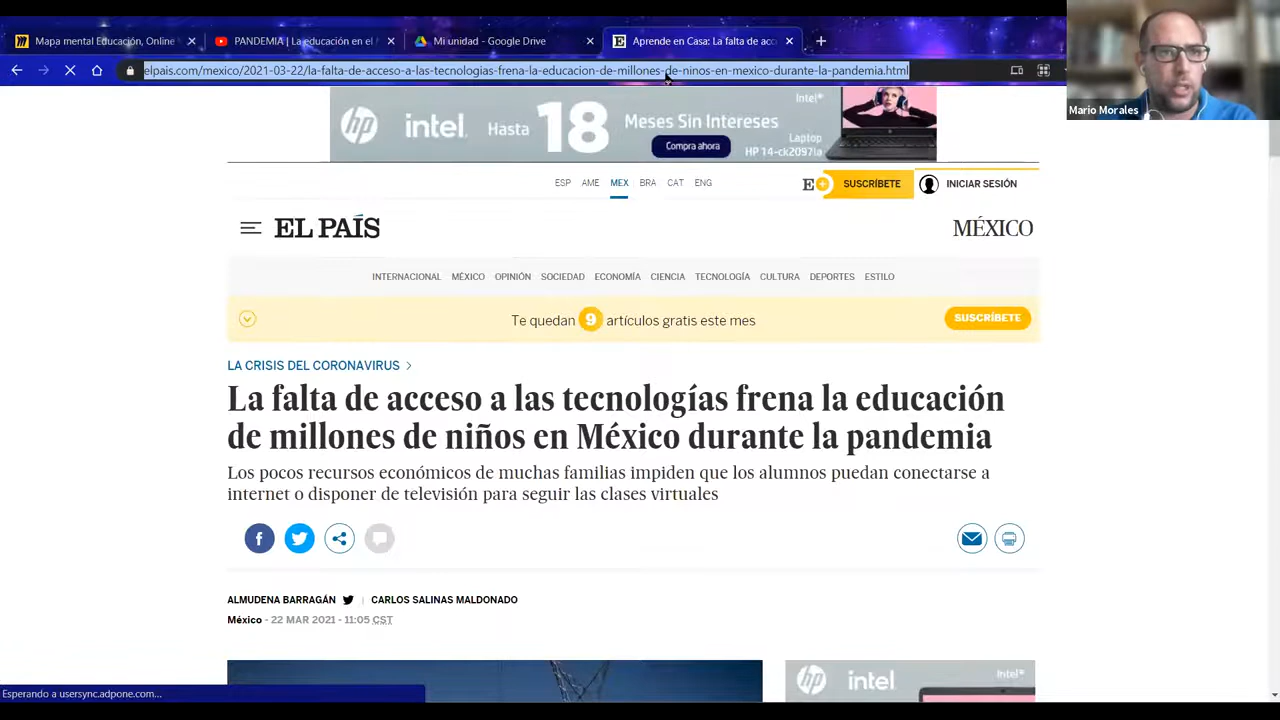 Mapa mental Educación, Online
PANDEMIA | La educación en el
Mi unidad - Google Drive
Aprende en Casa: La falta de acc
elpais.com/mexico/2021-03-22/la-falta-de-acceso-a-las-tecnologias-frena-la-educacion-de-millones-de-ninos-en-mexico-durante-la-pandemia.html
Mario Morales
hp intel. Hasta 18 Meses Sin Intereses
Compra ahora
Intel®
Laptop
HP 14-ck2097la
ESP AME MEX BRA CAT ENG
E+ SUSCRÍBETE INICIAR SESIÓN
EL PAÍS
MÉXICO
INTERNACIONAL MÉXICO OPINIÓN SOCIEDAD ECONOMÍA CIENCIA TECNOLOGÍA CULTURA DEPORTES ESTILO
Te quedan 9 artículos gratis este mes
SUSCRÍBETE
LA CRISIS DEL CORONAVIRUS >
La falta de acceso a las tecnologías frena la educación
de millones de niños en México durante la pandemia
Los pocos recursos económicos de muchas familias impiden que los alumnos puedan conectarse a
internet o disponer de televisión para seguir las clases virtuales
ALMUDENA BARRAGÁN | CARLOS SALINAS MALDONADO
México - 22 MAR 2021 - 11:05 CST
hp intel. Intel®
Esperando a usersync.adpone.com...